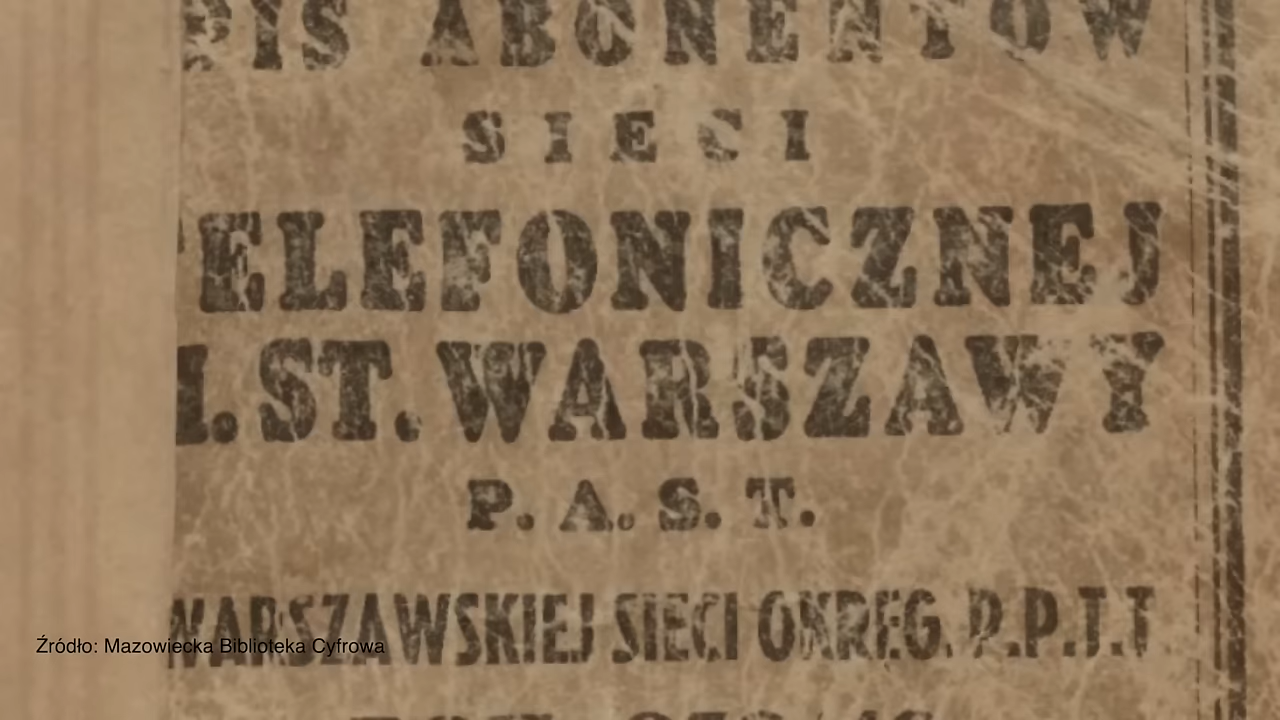 PIS ABONENTÓW
SIECI
TELEFONICZNEJ
M.ST. WARSZAWY
P. A. S. T.
WARSZAWSKIEJ SIECI OKRĘG. P.P.T.T
Źródło: Mazowiecka Biblioteka Cyfrowa